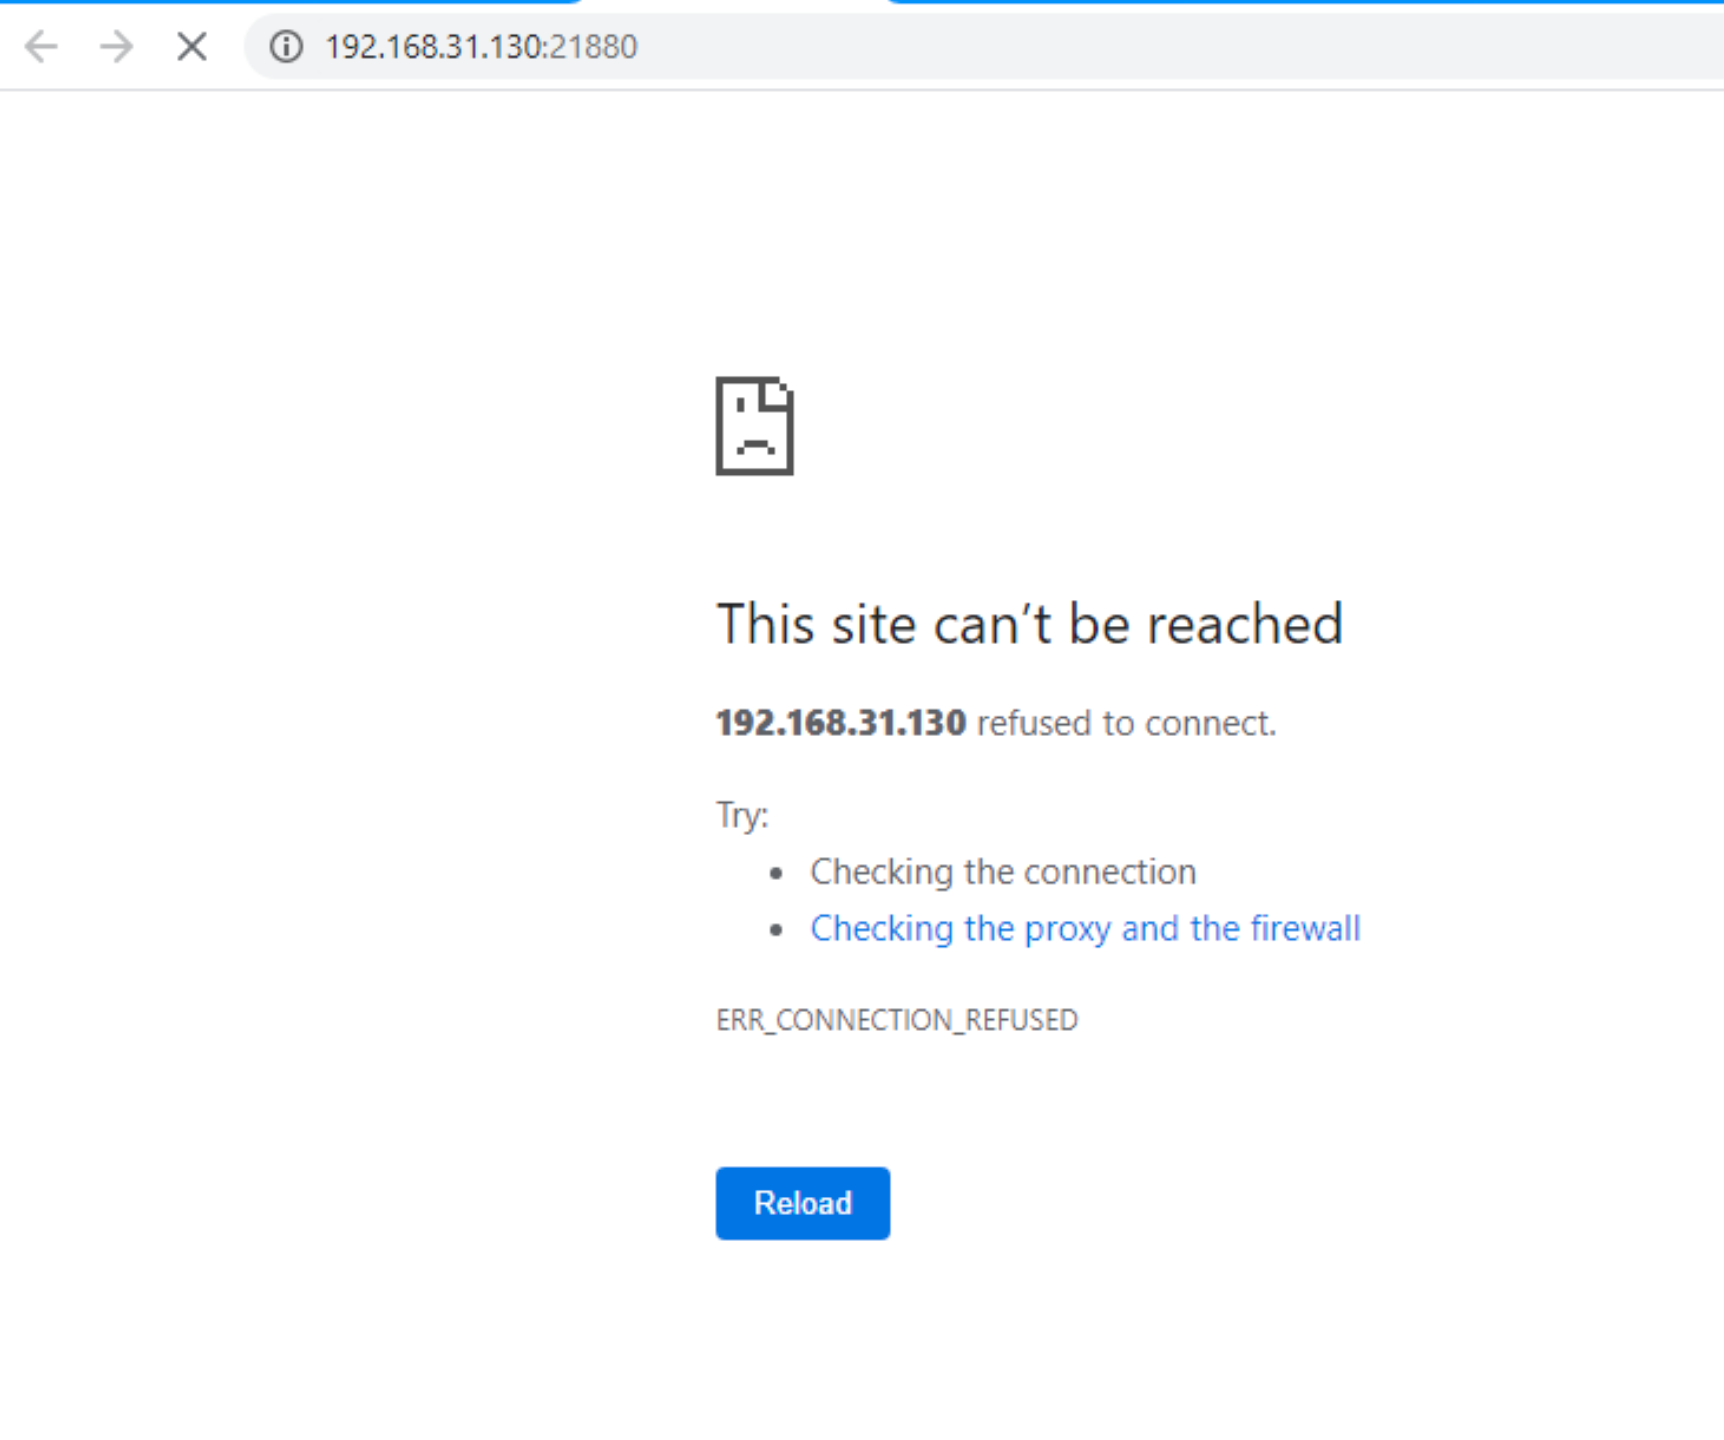 192.168.31.130:21880
This site can’t be reached
192.168.31.130 refused to connect.
Try:
• Checking the connection
• Checking the proxy and the firewall
ERR_CONNECTION_REFUSED
Reload